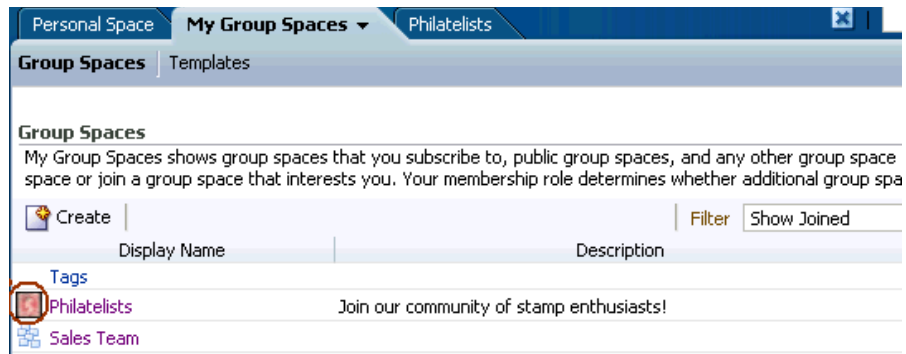 Personal Space My Group Spaces Philatelists
Group Spaces Templates
Group Spaces
My Group Spaces shows group spaces that you subscribe to, public group spaces, and any other group space
space or join a group space that interests you. Your membership role determines whether additional group spa
Create Filter Show Joined
Display Name Description
Tags
Philatelists Join our community of stamp enthusiasts!
Sales Team